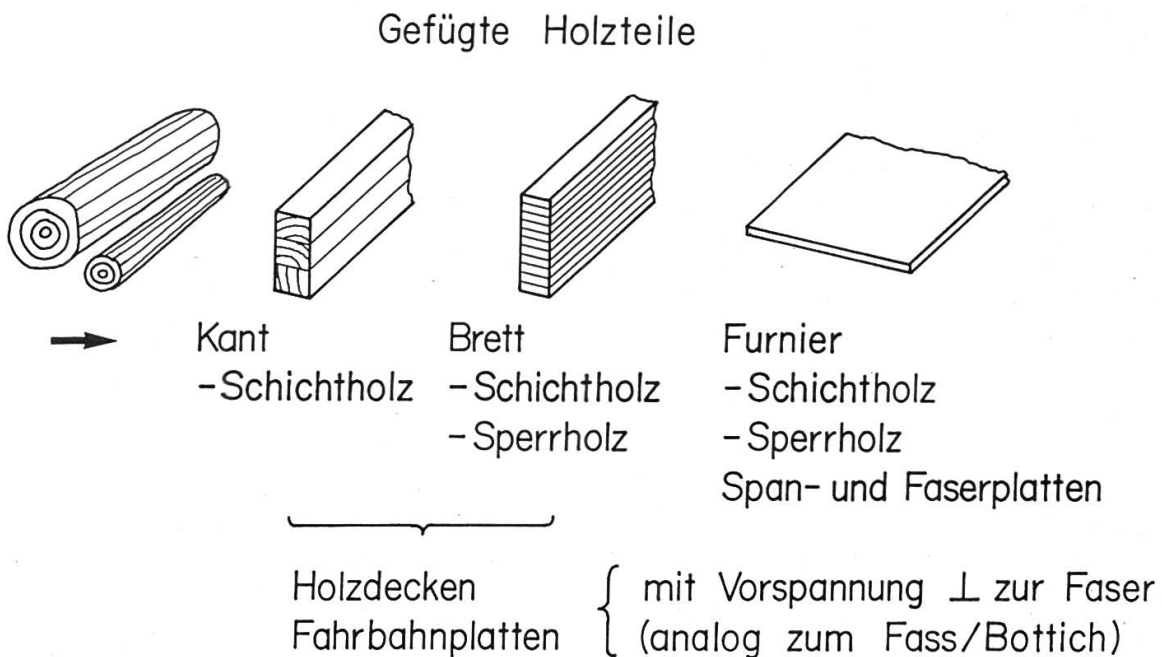 Gefügte Holzteile
Kant
-Schichtholz
Brett
-Schichtholz
-Sperrholz
Furnier
-Schichtholz
-Sperrholz
Span- und Faserplatten
Holzdecken
Fahrbahnplatten
mit Vorspannung ⊥ zur Faser
(analog zum Fass/Bottich)